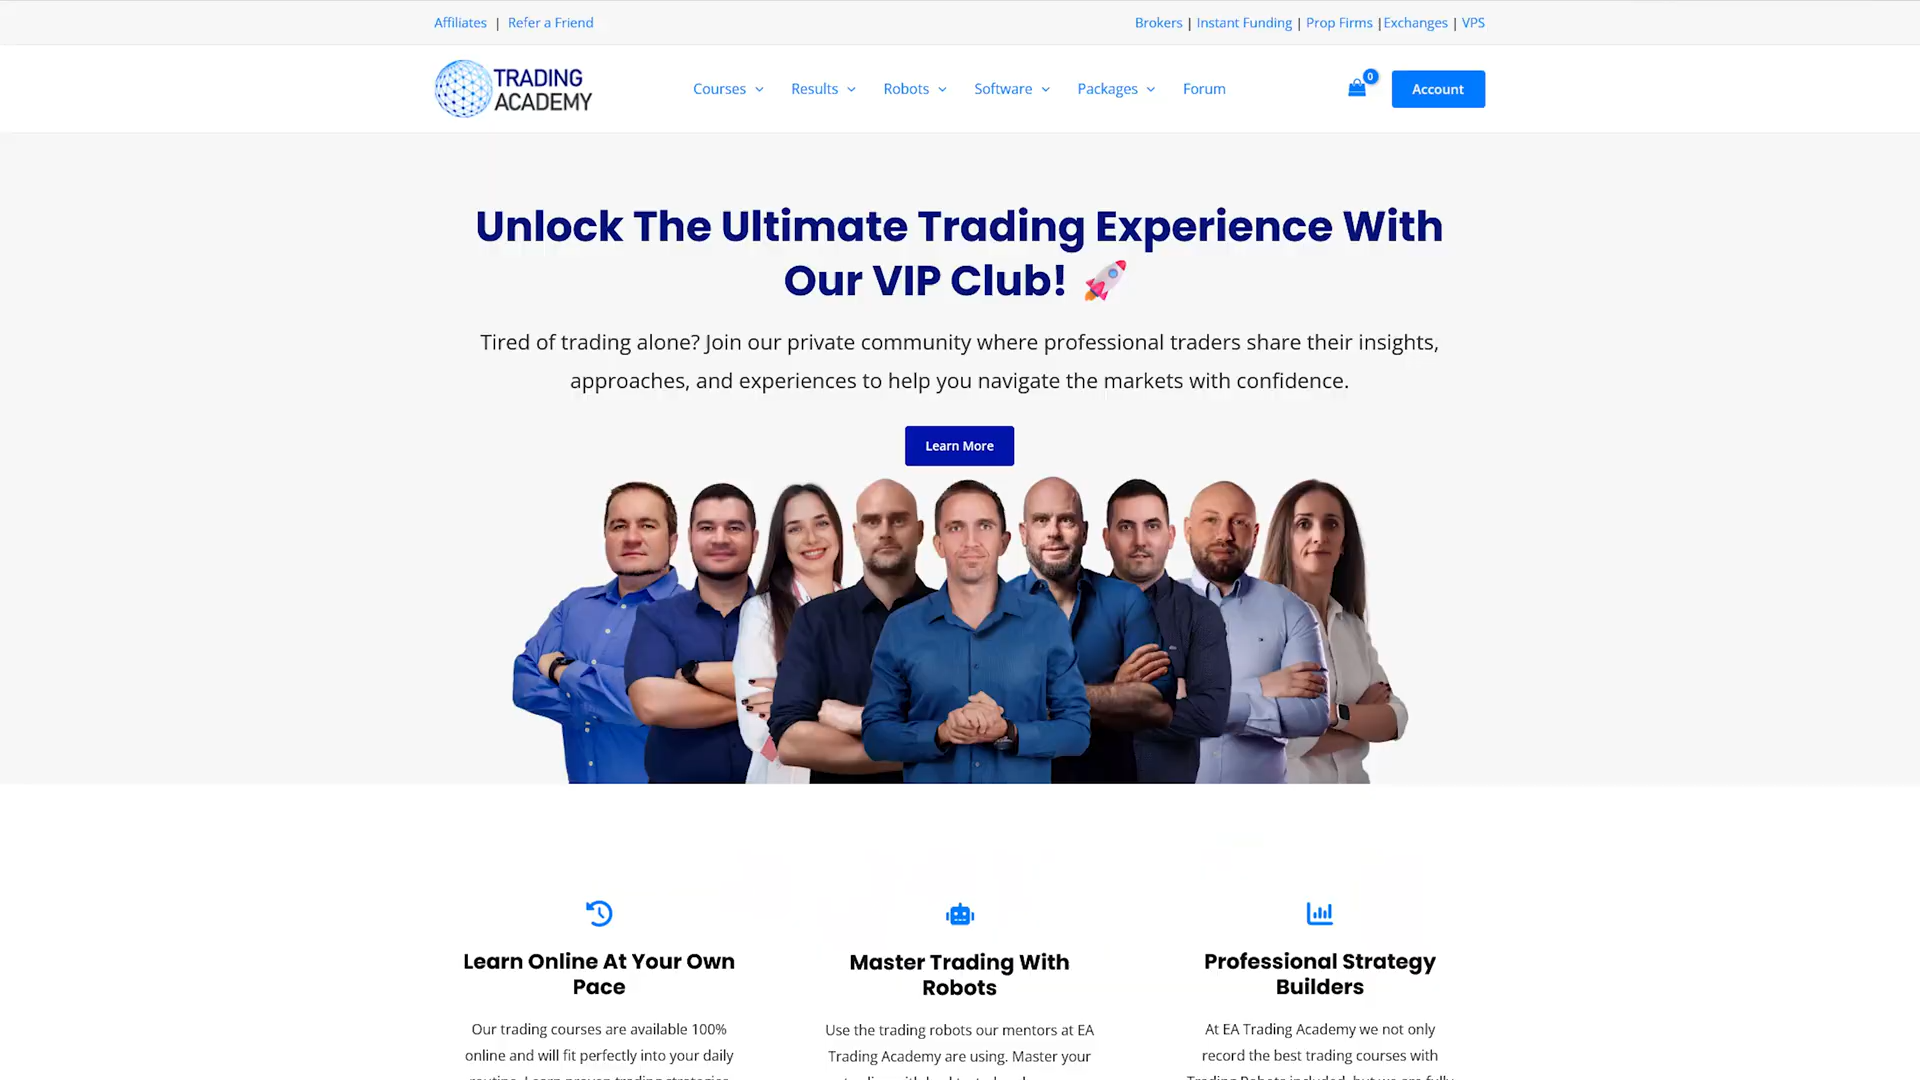 Affiliates | Refer a Friend
Brokers | Instant Funding | Prop Firms |Exchanges | VPS
TRADING
ACADEMY
Courses
Results
Robots
Software
Packages
Forum
0
Account
Unlock The Ultimate Trading Experience With
Our VIP Club! 🚀
Tired of trading alone? Join our private community where professional traders share their insights,
approaches, and experiences to help you navigate the markets with confidence.
Learn More
Learn Online At Your Own
Pace
Our trading courses are available 100%
online and will fit perfectly into your daily
Master Trading With
Robots
Use the trading robots our mentors at EA
Trading Academy are using. Master your
Professional Strategy
Builders
At EA Trading Academy we not only
record the best trading courses with